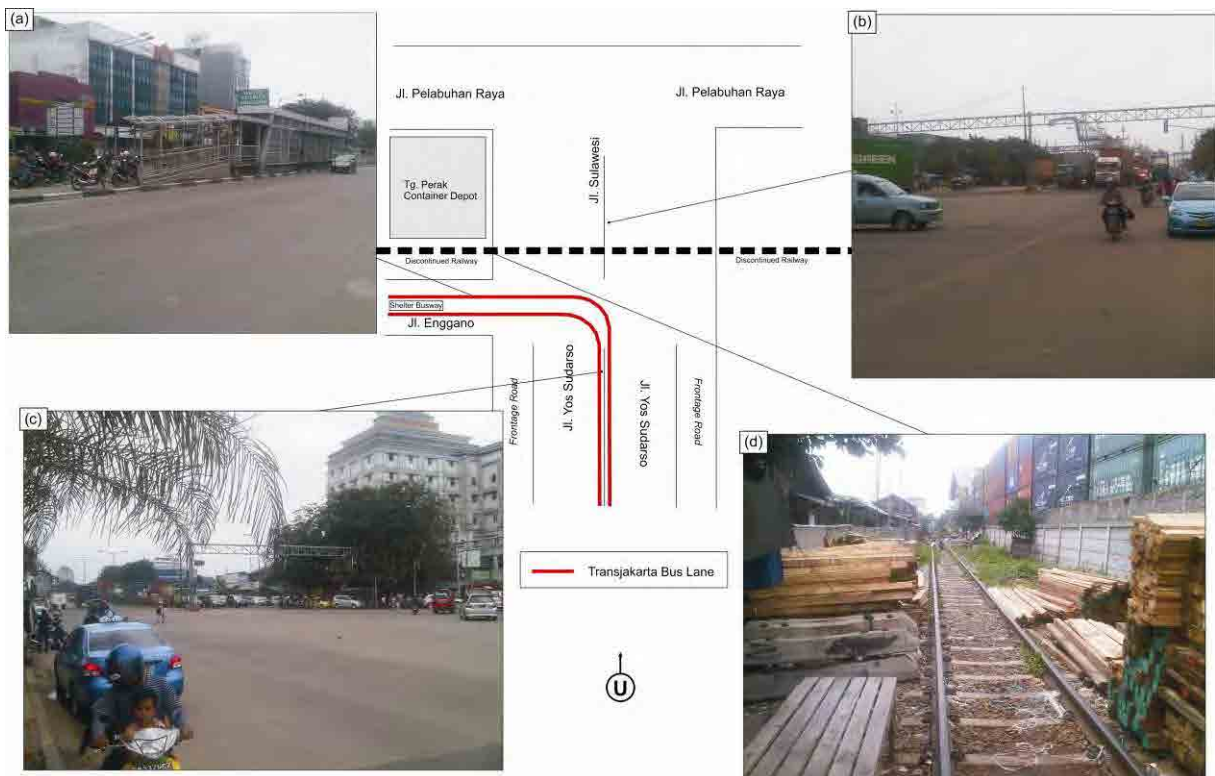 (a)
(b)
Jl. Pelabuhan Raya
Jl. Pelabuhan Raya
Tg. Perak
Container Depot
Jl. Sulawesi
Discontinued Railway
Discontinued Railway
Shelter Busway
Jl. Enggano
Frontage Road
Jl. Yos Sudarso
Jl. Yos Sudarso
Frontage Road
(c)
(d)
Transjakarta Bus Lane
U